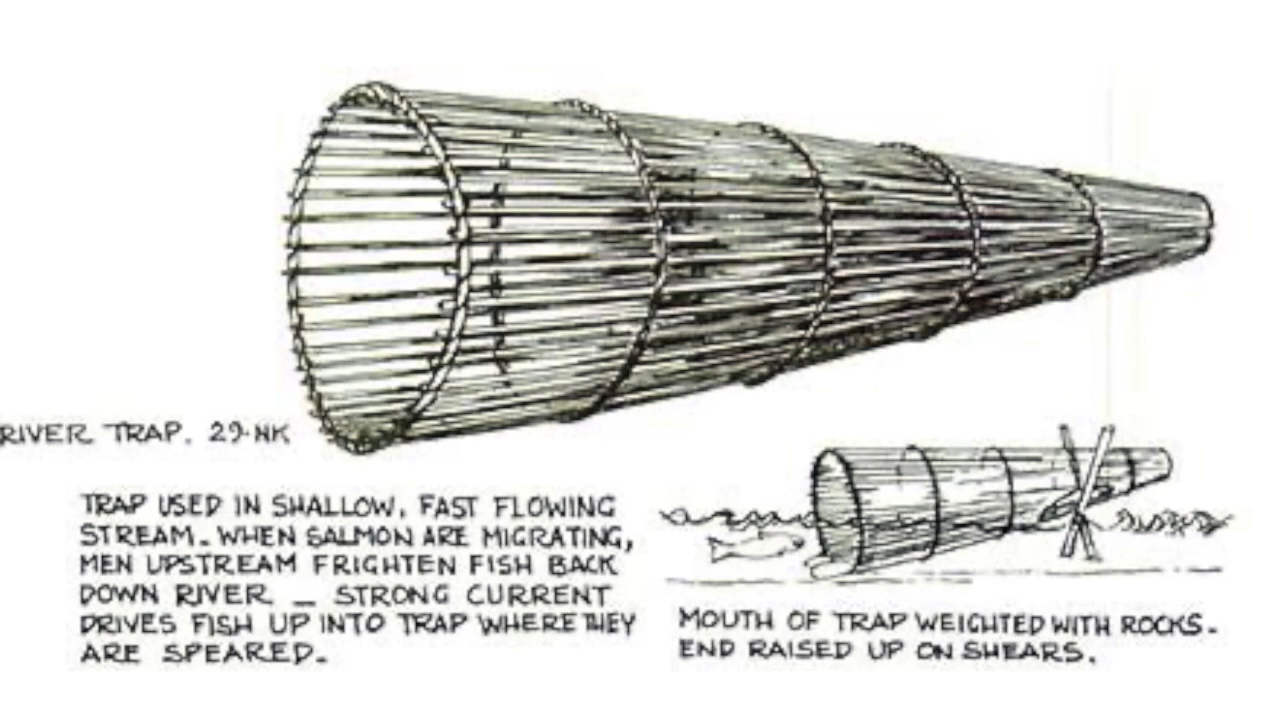 RIVER TRAP. 29-NK
TRAP USED IN SHALLOW, FAST FLOWING
STREAM. WHEN SALMON ARE MIGRATING,
MEN UPSTREAM FRIGHTEN FISH BACK
DOWN RIVER — STRONG CURRENT
DRIVES FISH UP INTO TRAP WHERE THEY
ARE SPEARED.
MOUTH OF TRAP WEIGHTED WITH ROCKS.
END RAISED UP ON SHEARS.